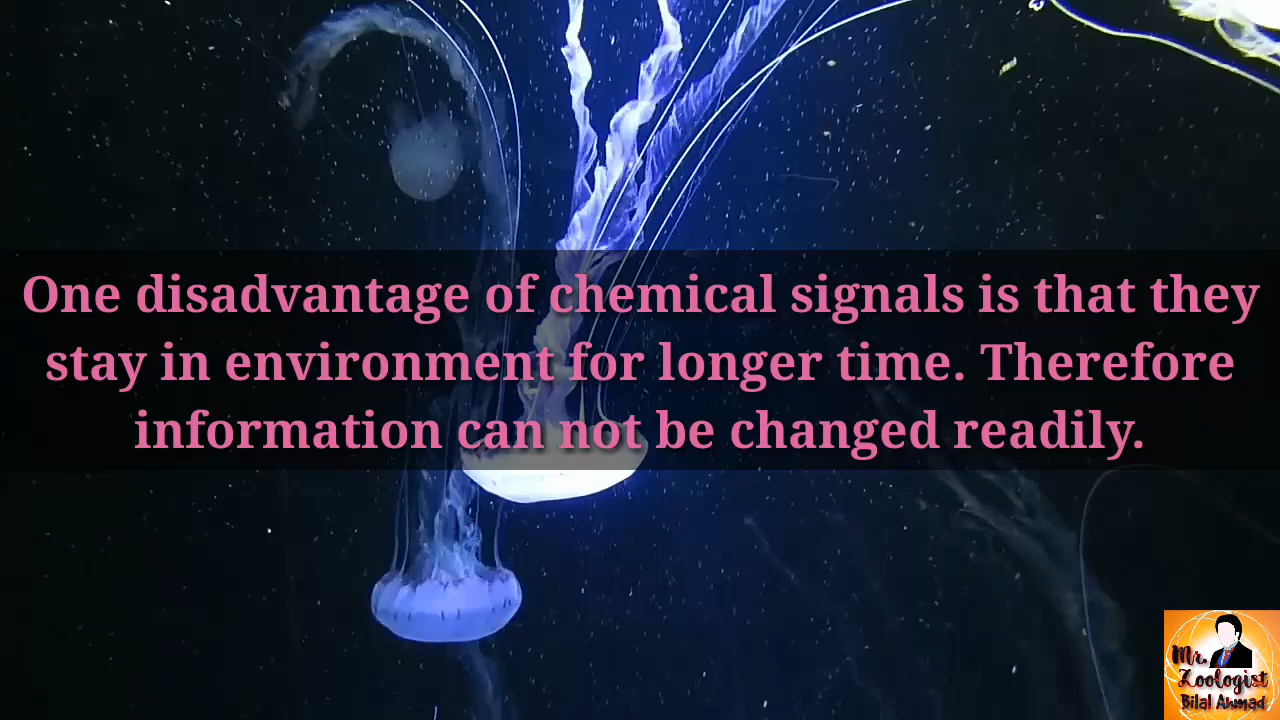 One disadvantage of chemical signals is that they
stay in environment for longer time. Therefore
information can not be changed readily.
Mr.
Zoologist
Bilal Ahmad